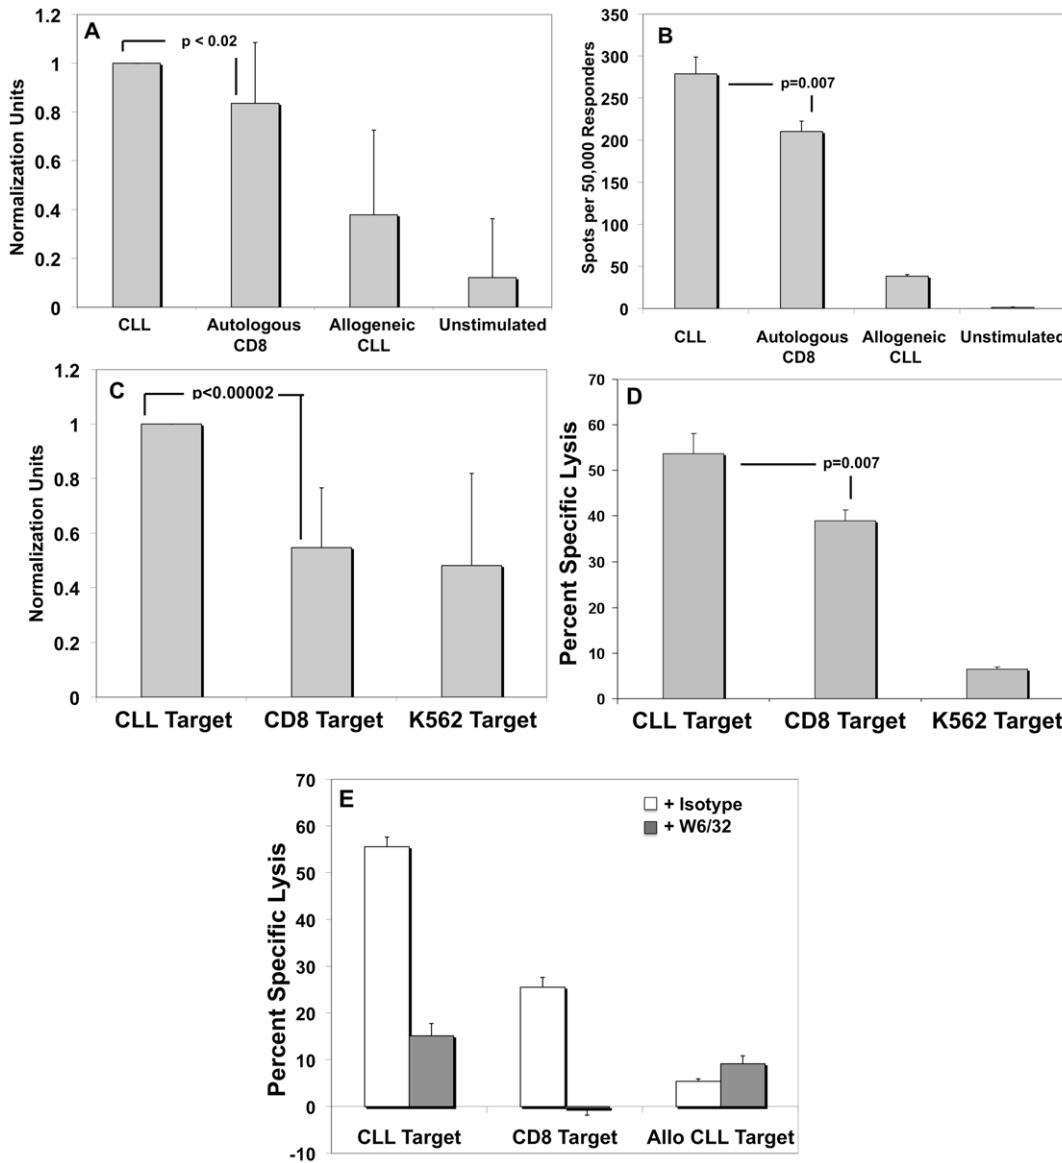 A
1.2
1
0.8
0.6
0.4
0.2
0
Normalization Units
p < 0.02
CLL
Autologous CD8
Allogeneic CLL
Unstimulated
B
350
300
250
200
150
100
50
0
Spots per 50,000 Responders
p=0.007
CLL
Autologous CD8
Allogeneic CLL
Unstimulated
C
1.2
1
0.8
0.6
0.4
0.2
0
Normalization Units
p<0.00002
CLL Target
CD8 Target
K562 Target
D
70
60
50
40
30
20
10
0
Percent Specific Lysis
p=0.007
CLL Target
CD8 Target
K562 Target
E
70
60
50
40
30
20
10
0
-10
Percent Specific Lysis
+ Isotype
+ W6/32
CLL Target
CD8 Target
Allo CLL Target